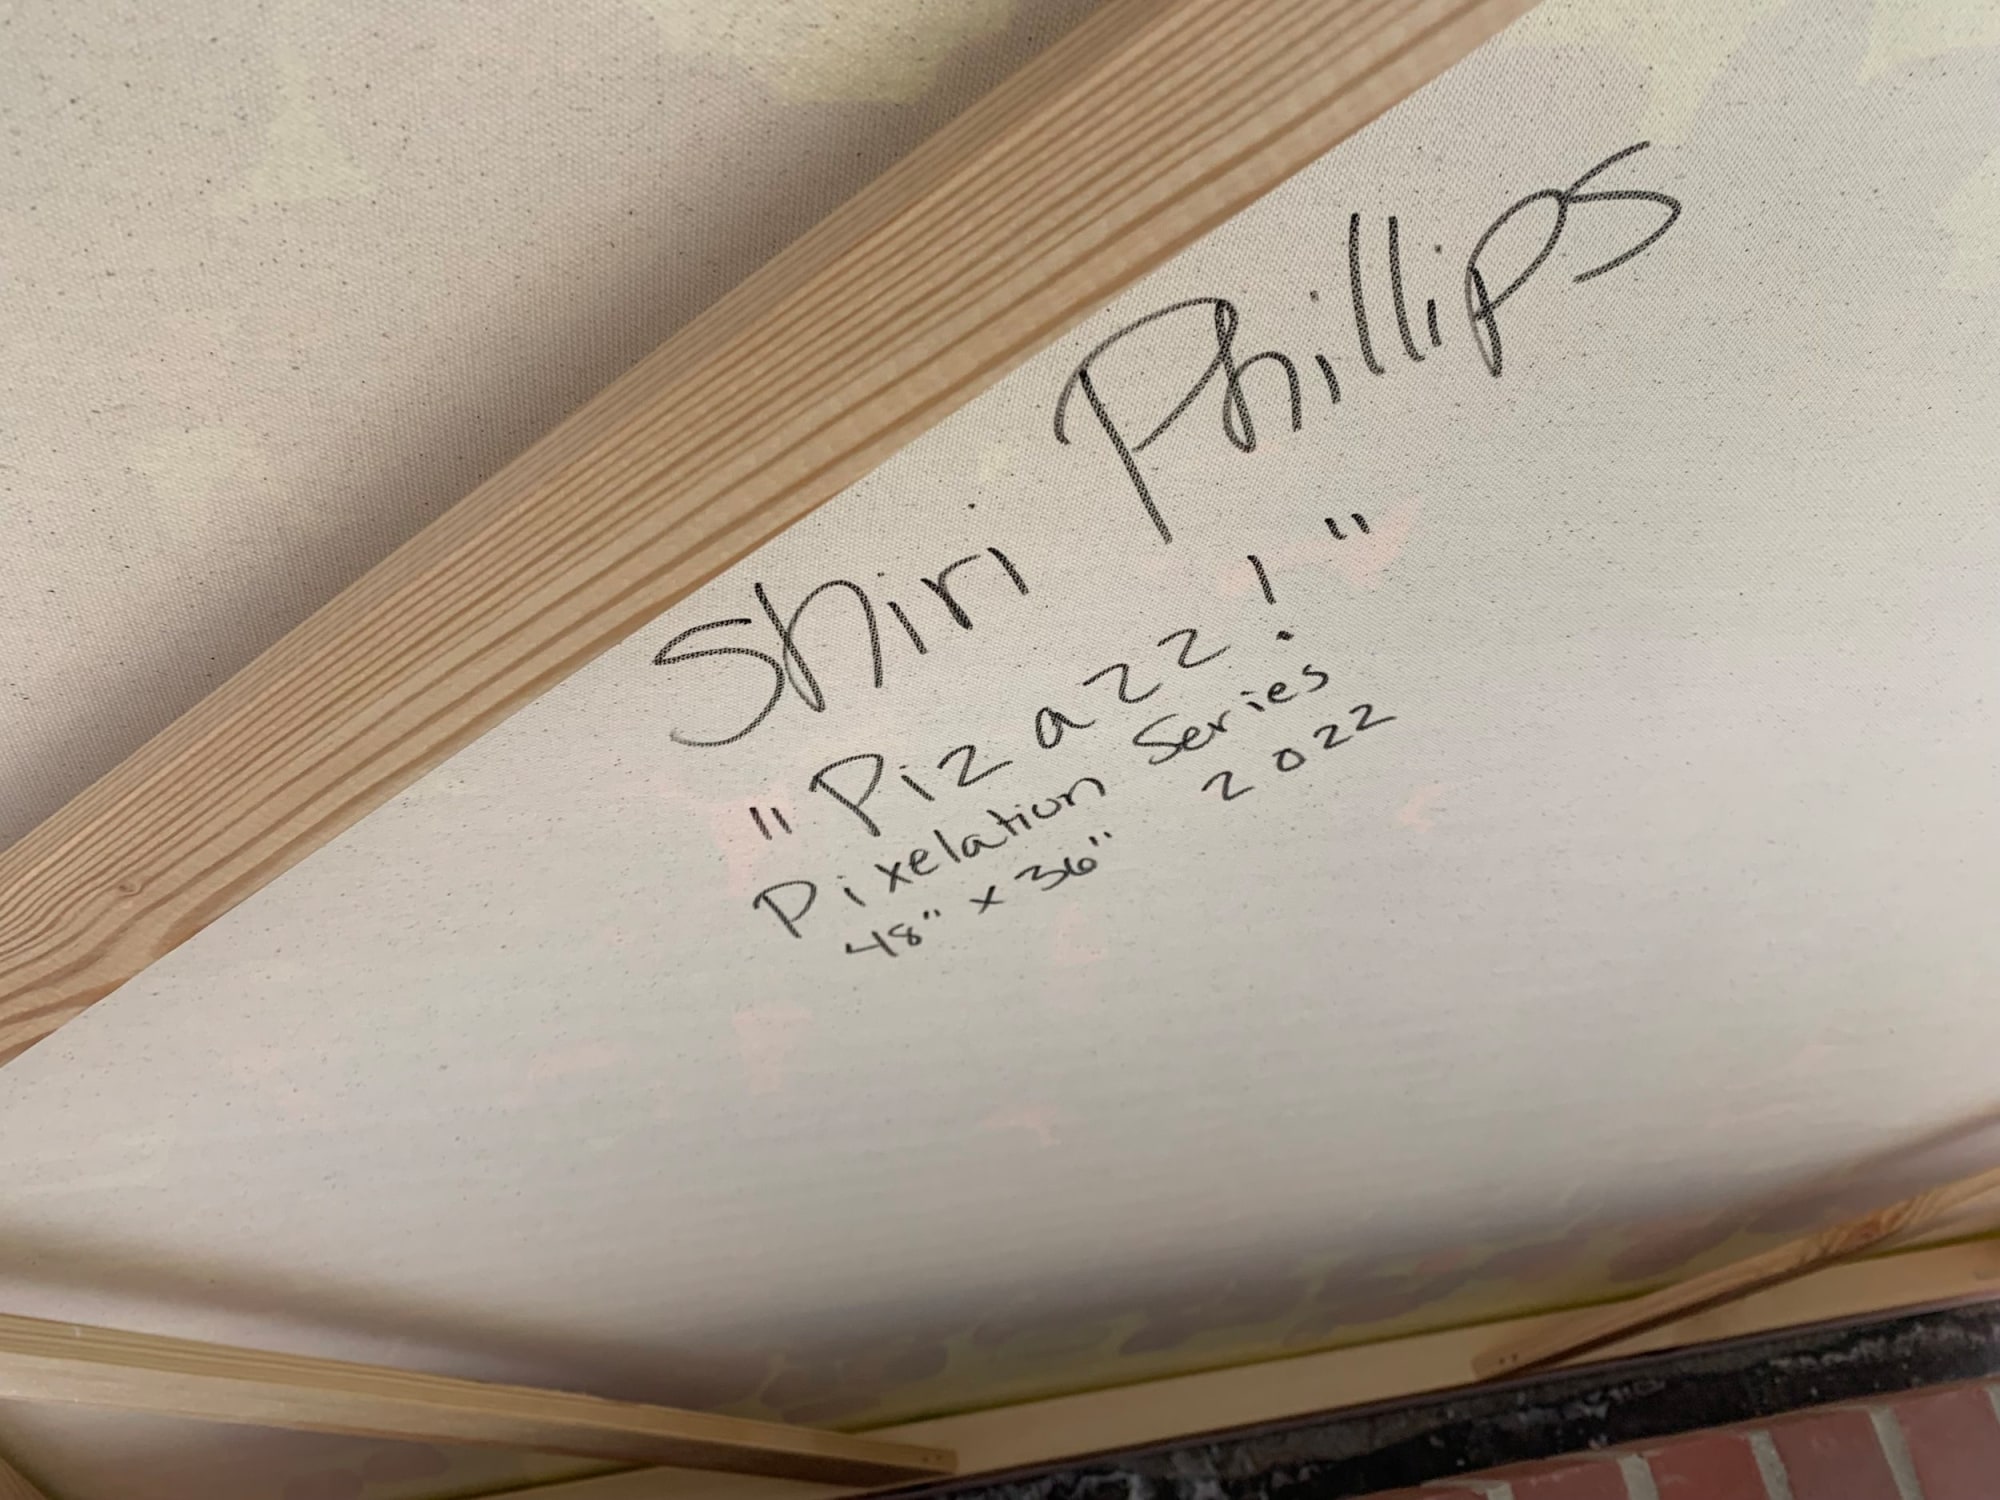 Shiri Phillips
"Pizazz!"
Pixelation Series
48" x 36" 2022